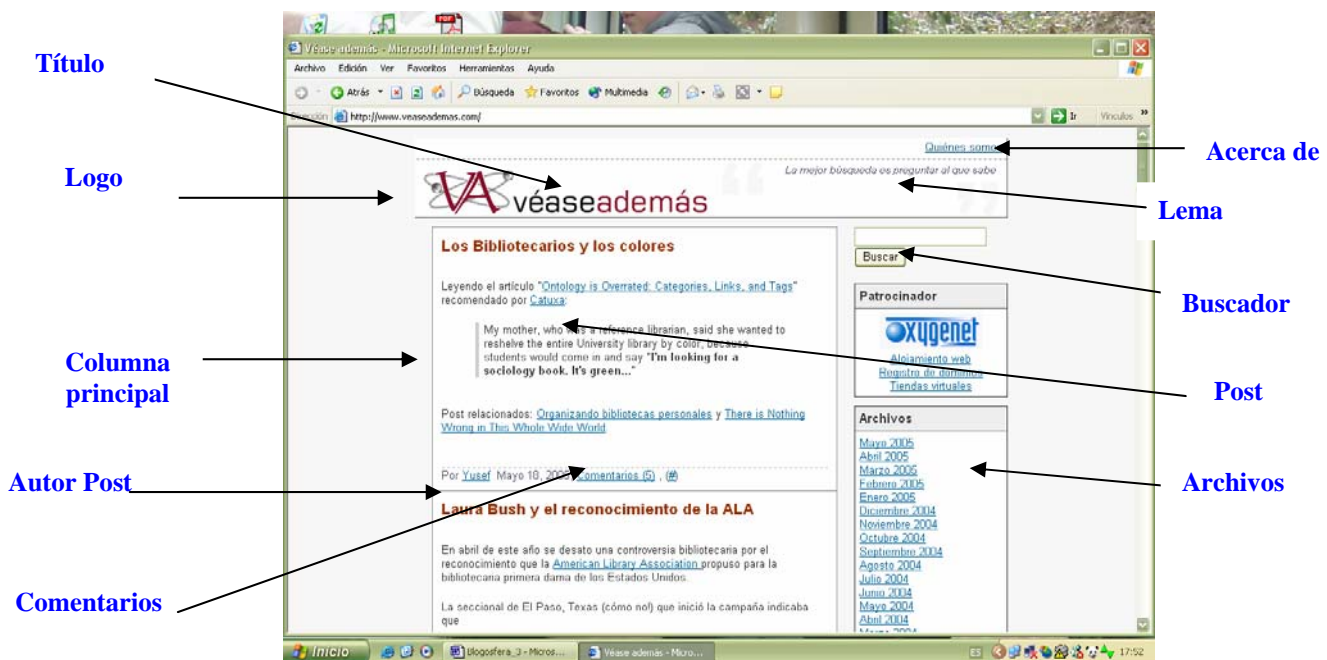 PDF
Véase además - Microsoft Internet Explorer
Archivo Edición Ver Favoritos Herramientas Ayuda
Atrás Búsqueda Favoritos Multimedia
Dirección http://www.veaseademas.com/ Ir Vínculos »
Quiénes somo
La mejor búsqueda es preguntar al que sabe
VA véaseademás
Título
Logo
Columna
principal
Autor Post
Comentarios
Los Bibliotecarios y los colores
Leyendo el artículo "Ontology is Overrated: Categories, Links, and Tags"
recomendado por Catuxa:
My mother, who was a reference librarian, said she wanted to
reshelve the entire University library by color, because
students would come in and say "I'm looking for a
sociology book. It's green..."
Post relacionados: Organizando bibliotecas personales y There is Nothing
Wrong in This Whole Wide World
Por Yusef Mayo 18, 2005 Comentarios (5) , (#)
Laura Bush y el reconocimiento de la ALA
En abril de este año se desato una controversia bibliotecaria por el
reconocimiento que la American Library Association propuso para la
bibliotecaria primera dama de los Estados Unidos.
La seccional de El Paso, Texas (cómo no!) que inició la campaña indicaba
que
Buscar
Patrocinador
oxygenet
Alojamiento web
Registro de dominios
Tiendas virtuales
Archivos
Mayo 2005
Abril 2005
Marzo 2005
Febrero 2005
Enero 2005
Diciembre 2004
Noviembre 2004
Octubre 2004
Septiembre 2004
Agosto 2004
Julio 2004
Junio 2004
Mayo 2004
Abril 2004
Acerca de
Lema
Buscador
Post
Archivos
Inicio Blogosfera_3 - Micros... Véase además - Micro... ES 17:52